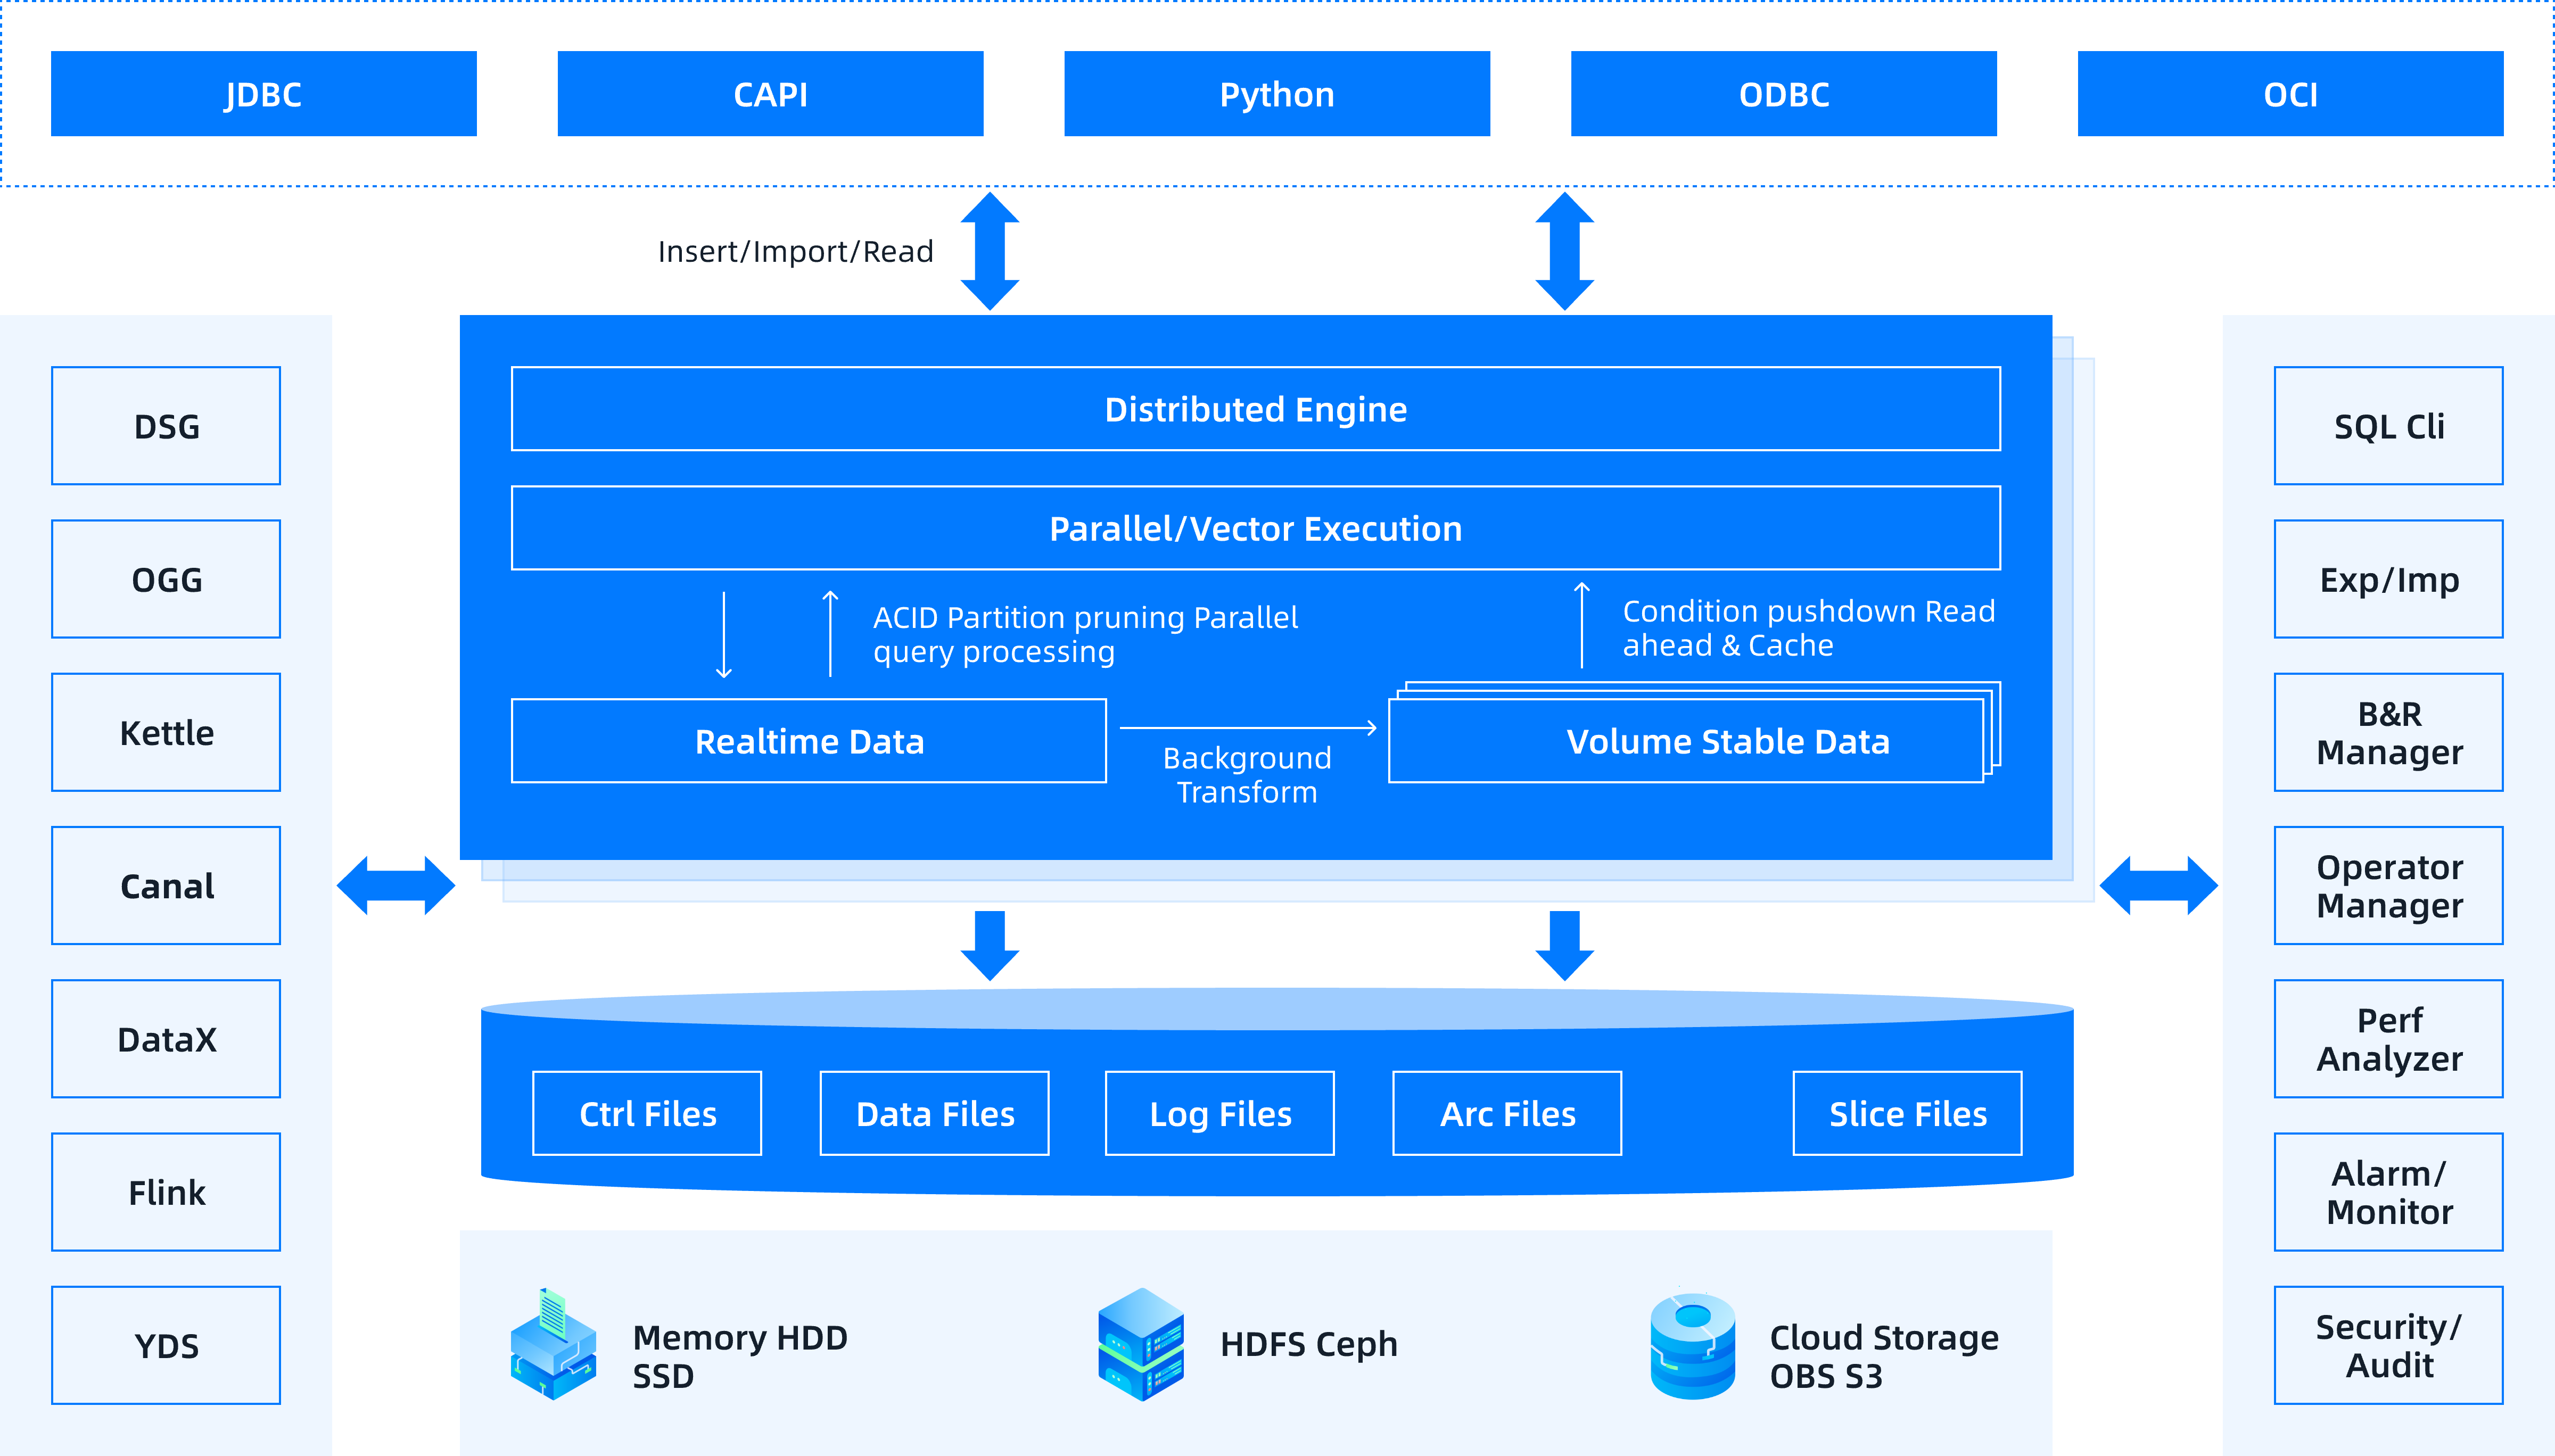 JDBC
CAPI
Python
ODBC
OCI
Insert/Import/Read
DSG
OGG
Kettle
Canal
DataX
Flink
YDS
Distributed Engine
Parallel/Vector Execution
ACID Partition pruning Parallel
query processing
Condition pushdown Read
ahead & Cache
Realtime Data
Background
Transform
Volume Stable Data
Ctrl Files
Data Files
Log Files
Arc Files
Slice Files
Memory HDD
SSD
HDFS Ceph
Cloud Storage
OBS S3
SQL Cli
Exp/Imp
B&R
Manager
Operator
Manager
Perf
Analyzer
Alarm/
Monitor
Security/
Audit